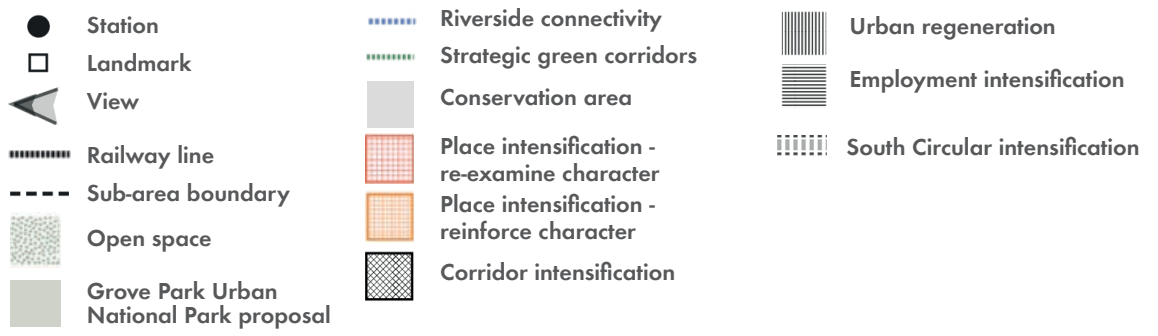 Station
Landmark
View
Railway line
Sub-area boundary
Open space
Grove Park Urban
National Park proposal
Riverside connectivity
Strategic green corridors
Conservation area
Place intensification -
re-examine character
Place intensification -
reinforce character
Corridor intensification
Urban regeneration
Employment intensification
South Circular intensification